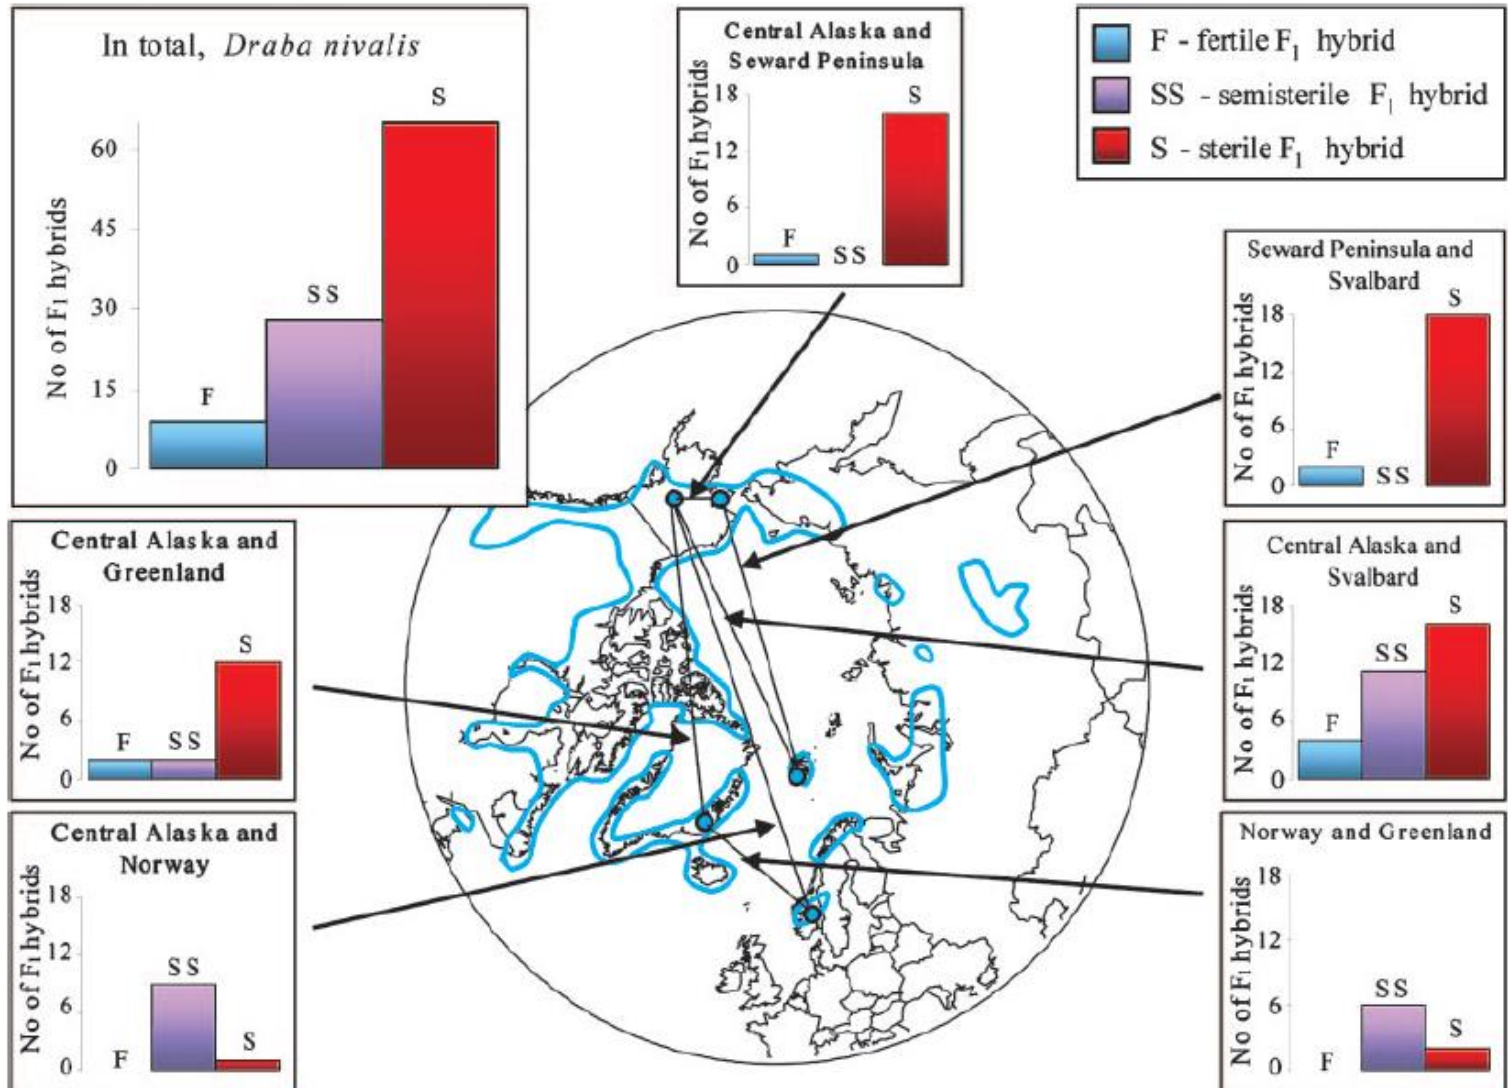 In total, Draba nivalis
No of F₁ hybrids
60
45
30
15
0
F
SS
S
Central Alaska and
Seward Peninsula
No of F₁ hybrids
18
12
6
0
F
SS
S
F - fertile F₁ hybrid
SS - semisterile F₁ hybrid
S - sterile F₁ hybrid
Seward Peninsula and
Svalbard
No of F₁ hybrids
18
12
6
0
F
SS
S
Central Alaska and
Greenland
No of F₁ hybrids
18
12
6
0
F
SS
S
Central Alaska and
Svalbard
No of F₁ hybrids
18
12
6
0
F
SS
S
Central Alaska and
Norway
No of F₁ hybrids
18
12
6
0
F
SS
S
Norway and Greenland
No of F₁ hybrids
18
12
6
0
F
SS
S